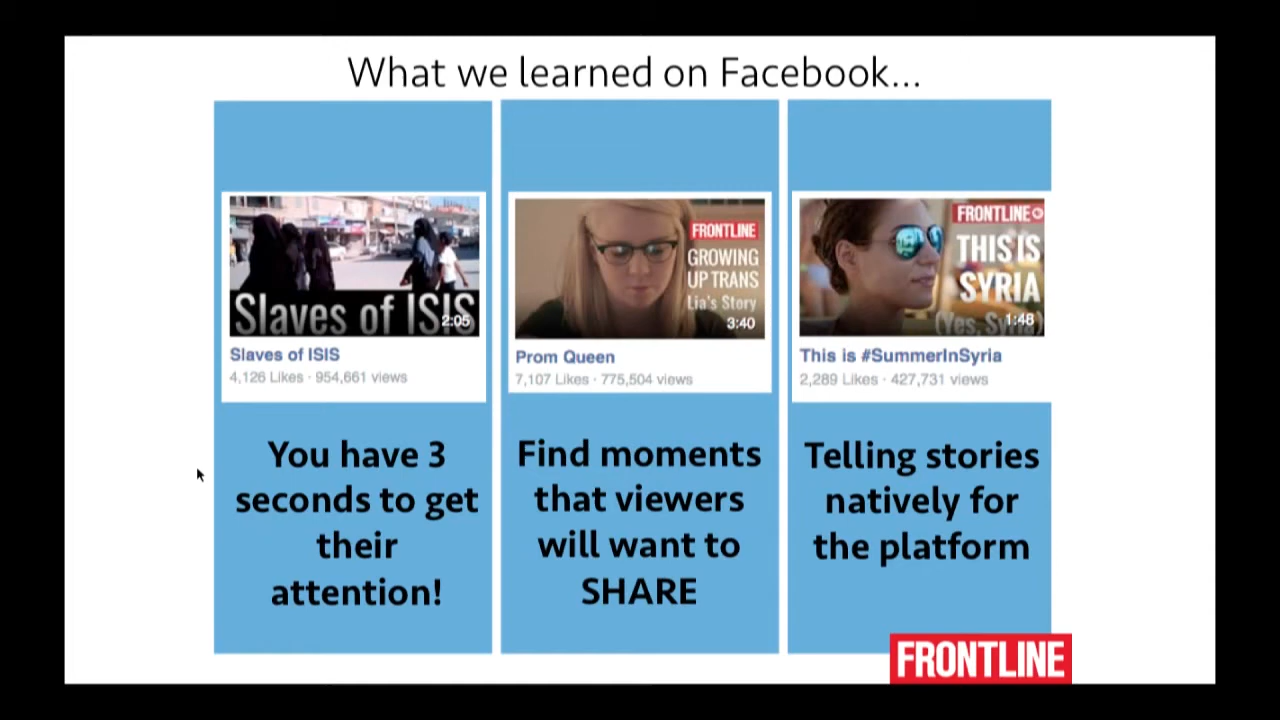 What we learned on Facebook...
Slaves of ISIS
2:05
Slaves of ISIS
4,126 Likes · 954,661 views
You have 3
seconds to get
their
attention!
FRONTLINE
GROWING
UP TRANS
Lia's Story
3:40
Prom Queen
7,107 Likes · 775,504 views
Find moments
that viewers
will want to
SHARE
FRONTLINE
THIS IS
SYRIA
(Yes, Syria)
1:48
This is #SummerInSyria
2,289 Likes · 427,731 views
Telling stories
natively for
the platform
FRONTLINE